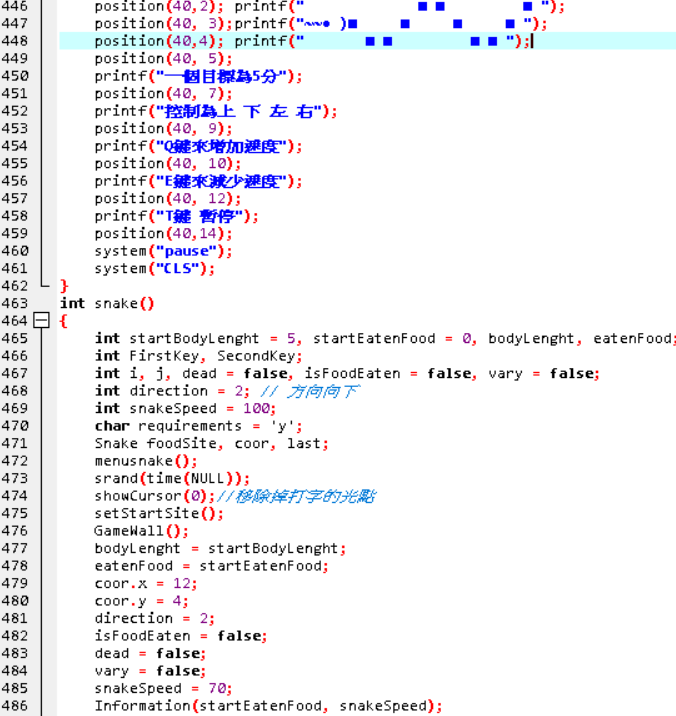 446 position(40,2); printf("              ■ ■          ■ ");
447 position(40, 3);printf("~~● )■     ■     ■     ■ ");
448 position(40,4); printf("       ■ ■         ■ ■ ");
449 position(40, 5);
450 printf("一個目標為5分");
451 position(40, 7);
452 printf("控制為上 下 左 右");
453 position(40, 9);
454 printf("Q鍵來增加速度");
455 position(40, 10);
456 printf("E鍵來減少速度");
457 position(40, 12);
458 printf("T鍵 暫停");
459 position(40,14);
460 system("pause");
461 system("CLS");
462 }
463 int snake()
464 {
465 int startBodyLenght = 5, startEatenFood = 0, bodyLenght, eatenFood;
466 int FirstKey, SecondKey;
467 int i, j, dead = false, isFoodEaten = false, vary = false;
468 int direction = 2; // 方向向下
469 int snakeSpeed = 100;
470 char requirements = 'y';
471 Snake foodSite, coor, last;
472 menusnake();
473 srand(time(NULL));
474 showCursor(0);//移除掉打字的光點
475 setStartSite();
476 GameWall();
477 bodyLenght = startBodyLenght;
478 eatenFood = startEatenFood;
479 coor.x = 12;
480 coor.y = 4;
481 direction = 2;
482 isFoodEaten = false;
483 dead = false;
484 vary = false;
485 snakeSpeed = 70;
486 Information(startEatenFood, snakeSpeed);